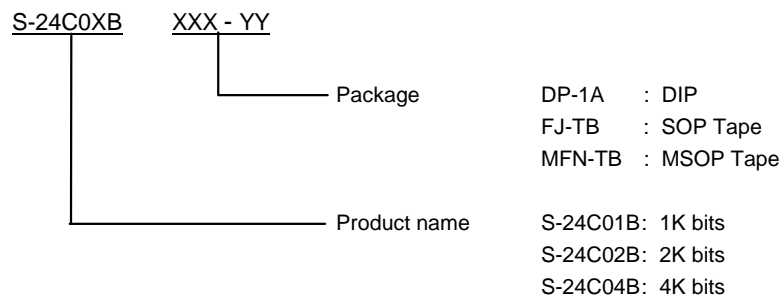 S-24C0XB XXX - YY
Package DP-1A : DIP
FJ-TB : SOP Tape
MFN-TB : MSOP Tape
Product name S-24C01B: 1K bits
S-24C02B: 2K bits
S-24C04B: 4K bits